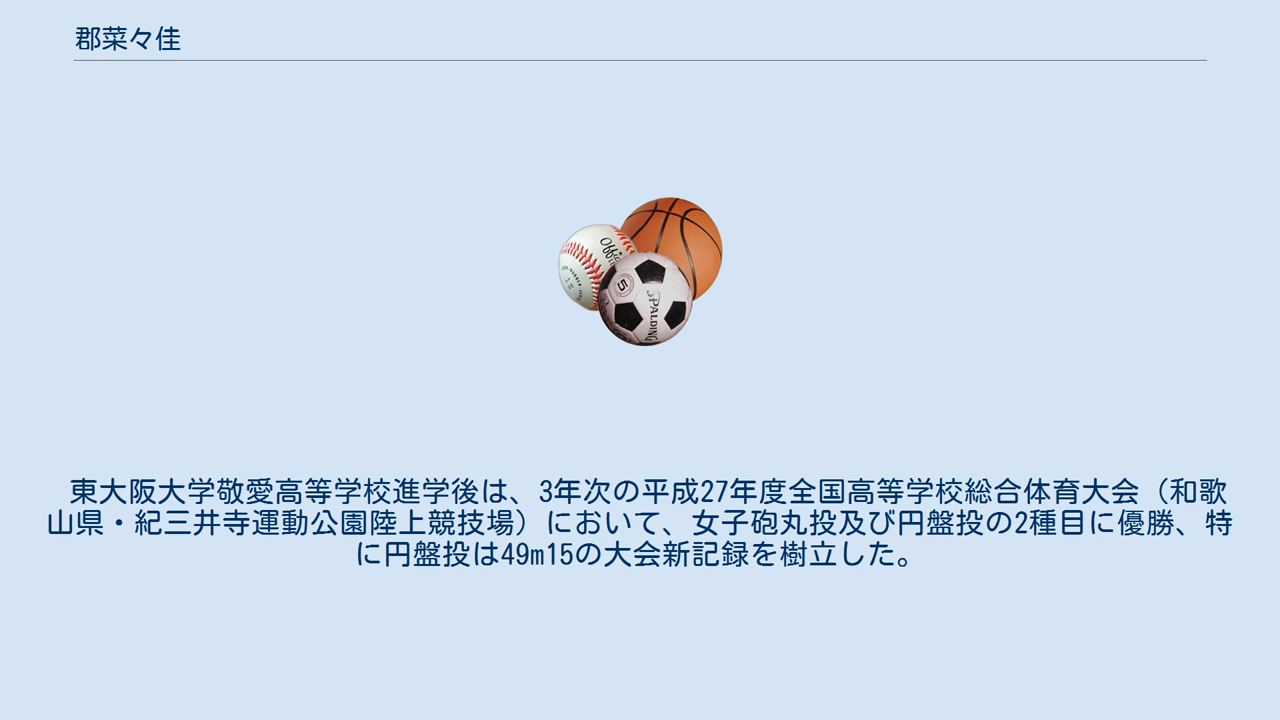 郡菜々佳
Offi
5
SPALDING
東大阪大学敬愛高等学校進学後は、3年次の平成27年度全国高等学校総合体育大会（和歌
山県・紀三井寺運動公園陸上競技場）において、女子砲丸投及び円盤投の2種目に優勝、特
に円盤投は49m15の大会新記録を樹立した。